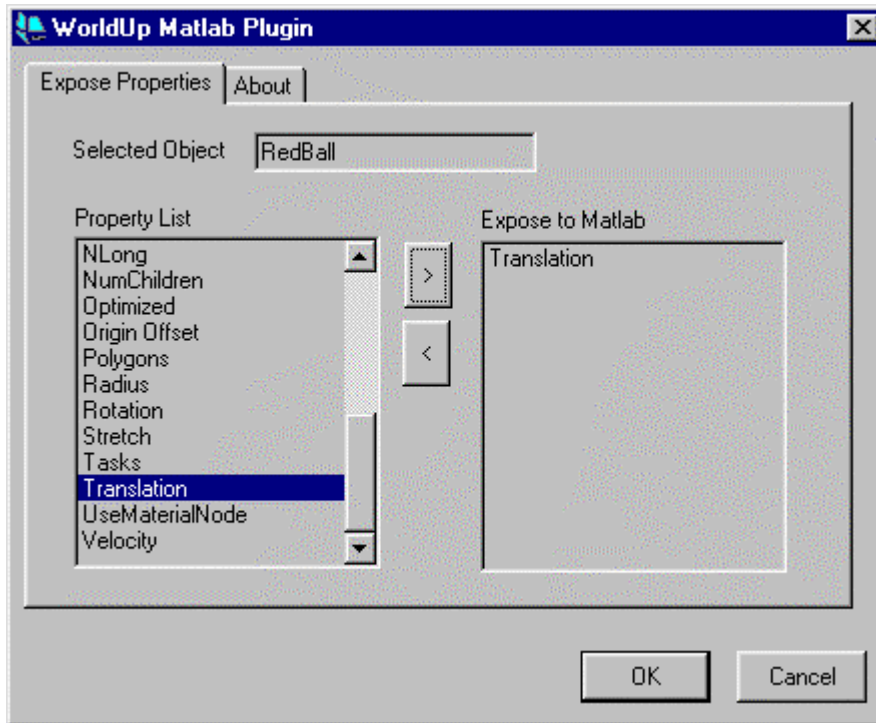 WorldUp Matlab Plugin
Expose Properties
About
Selected Object
RedBall
Property List
NLong
NumChildren
Optimized
Origin Offset
Polygons
Radius
Rotation
Stretch
Tasks
Translation
UseMaterialNode
Velocity
>
<
Expose to Matlab
Translation
OK
Cancel